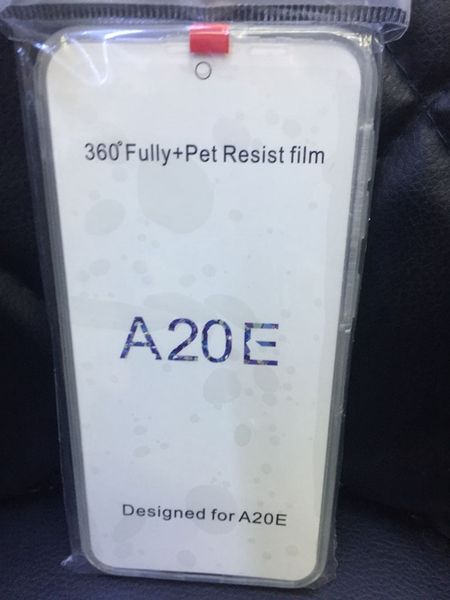 360°Fully+Pet Resist film
A20E
Designed for A20E